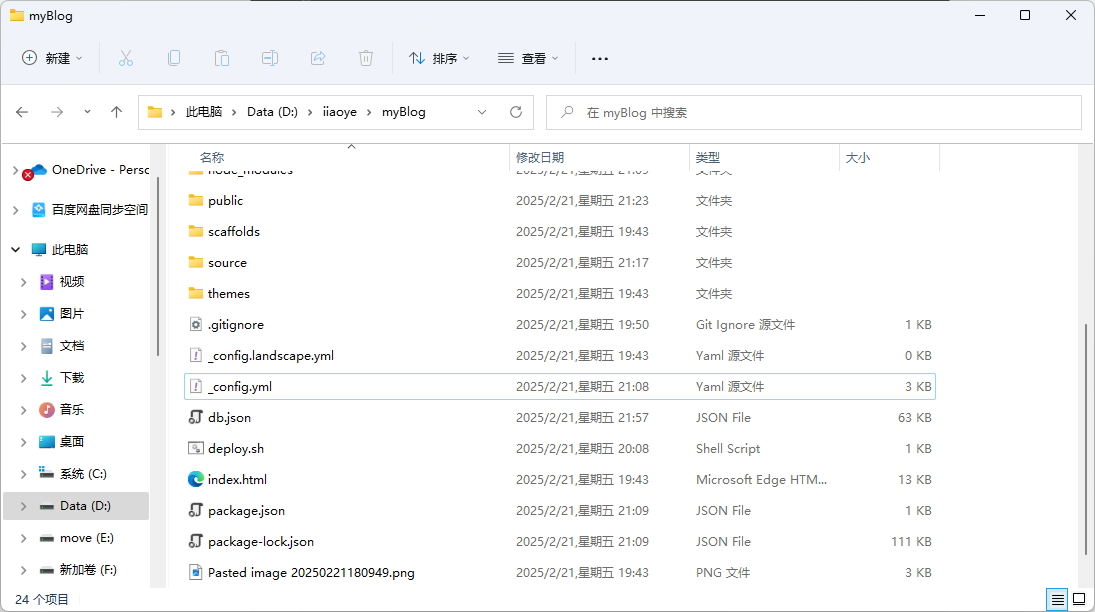 myBlog
新建
排序
查看
此电脑 Data (D:) iiaoye myBlog
在 myBlog 中搜索
OneDrive - Persc
百度网盘同步空间
此电脑
视频
图片
文档
下载
音乐
桌面
系统 (C:)
Data (D:)
move (E:)
新加卷 (F:)
名称 修改日期 类型 大小
node_modules 2025/2/21,星期五 21:09 文件夹
public 2025/2/21,星期五 21:23 文件夹
scaffolds 2025/2/21,星期五 19:43 文件夹
source 2025/2/21,星期五 21:17 文件夹
themes 2025/2/21,星期五 19:43 文件夹
.gitignore 2025/2/21,星期五 19:50 Git Ignore 源文件 1 KB
_config.landscape.yml 2025/2/21,星期五 19:43 Yaml 源文件 0 KB
_config.yml 2025/2/21,星期五 21:08 Yaml 源文件 3 KB
db.json 2025/2/21,星期五 21:57 JSON File 63 KB
deploy.sh 2025/2/21,星期五 20:08 Shell Script 1 KB
index.html 2025/2/21,星期五 19:43 Microsoft Edge HTM... 13 KB
package.json 2025/2/21,星期五 21:09 JSON File 1 KB
package-lock.json 2025/2/21,星期五 21:09 JSON File 111 KB
Pasted image 20250221180949.png 2025/2/21,星期五 19:43 PNG 文件 3 KB
24 个项目